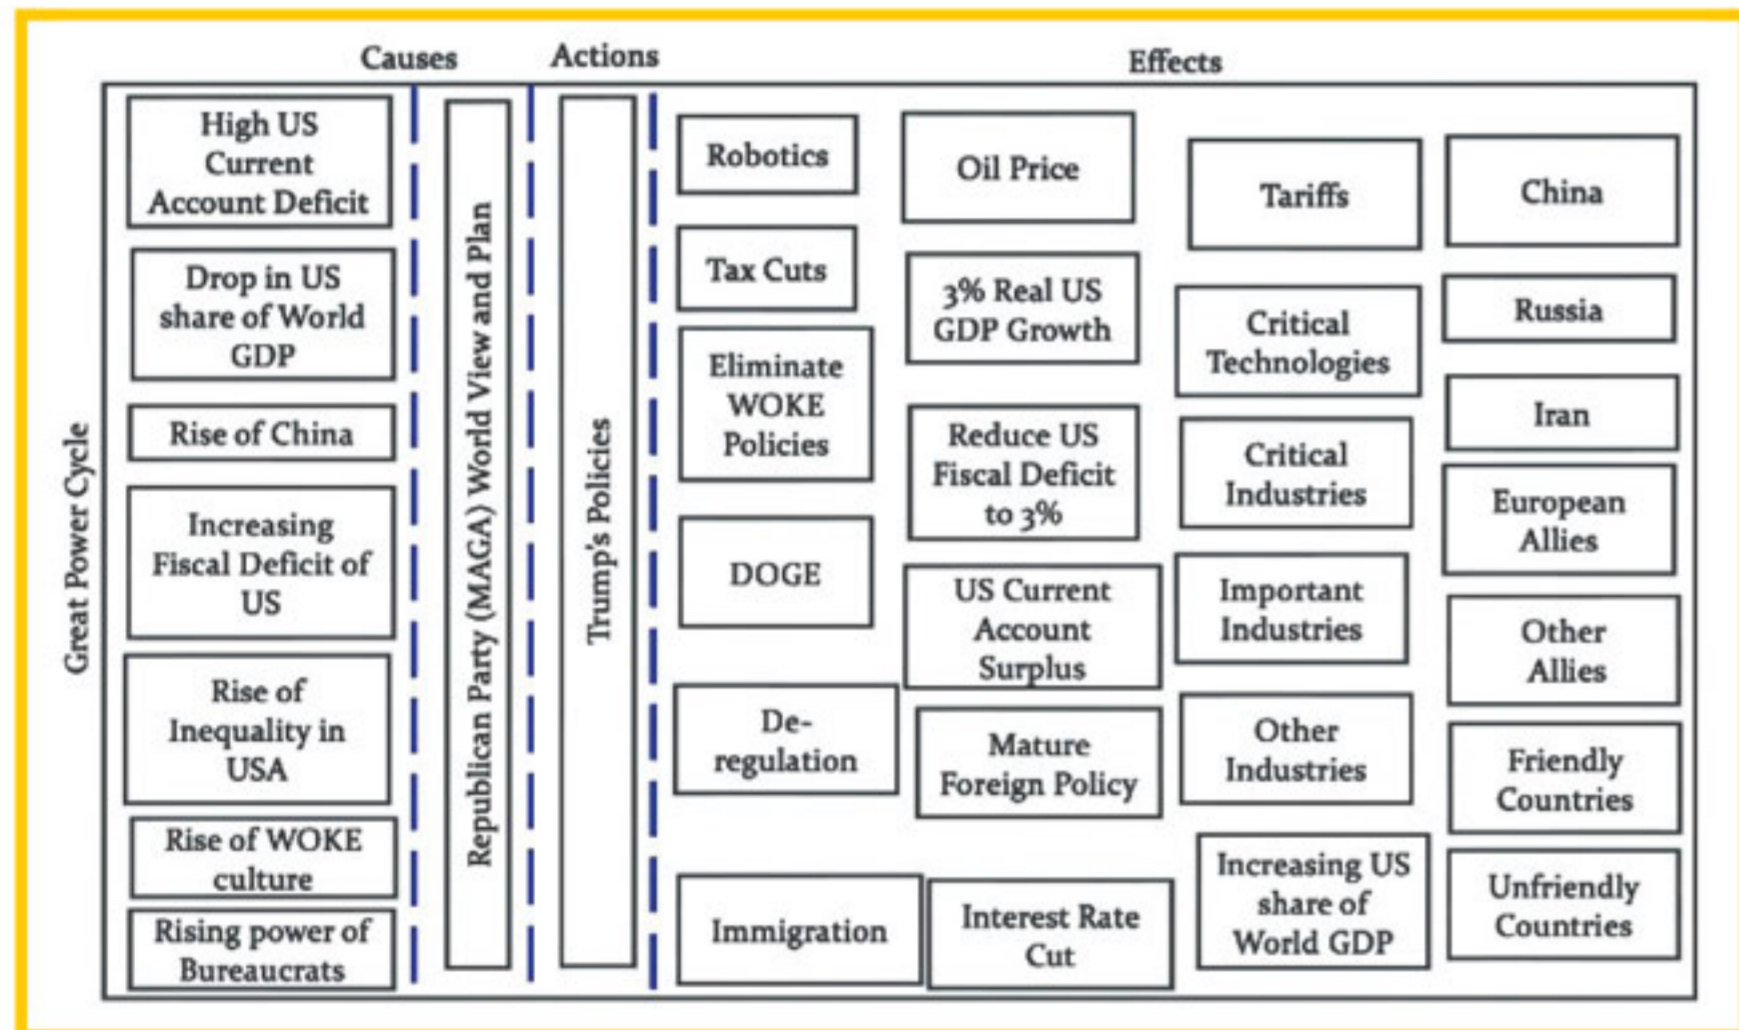 Causes
Actions
Effects
Great Power Cycle
High US
Current
Account Deficit
Drop in US
share of World
GDP
Rise of China
Increasing
Fiscal Deficit of
US
Rise of
Inequality in
USA
Rise of WOKE
culture
Rising power of
Bureaucrats
Republican Party (MAGA) World View and Plan
Trump's Policies
Robotics
Tax Cuts
Eliminate
WOKE
Policies
DOGE
De-
regulation
Immigration
Oil Price
3% Real US
GDP Growth
Reduce US
Fiscal Deficit
to 3%
US Current
Account
Surplus
Mature
Foreign Policy
Interest Rate
Cut
Tariffs
Critical
Technologies
Critical
Industries
Important
Industries
Other
Industries
Increasing US
share of
World GDP
China
Russia
Iran
European
Allies
Other
Allies
Friendly
Countries
Unfriendly
Countries